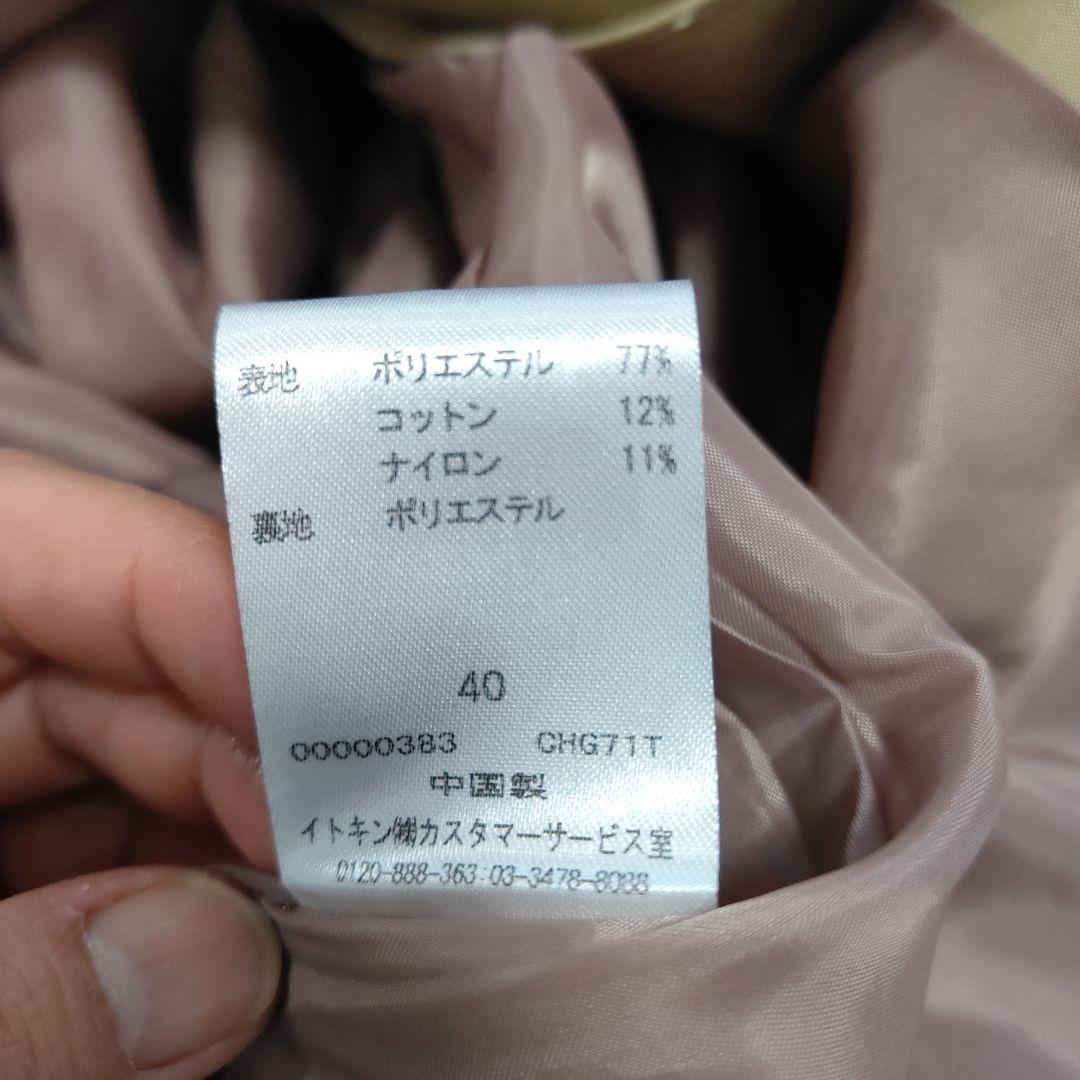 表地 ポリエステル 77%
コットン 12%
ナイロン 11%
裏地 ポリエステル
40
00000383 CHG71T
中国製
イトキン㈱カスタマーサービス室
0120-888-363:03-3478-8088